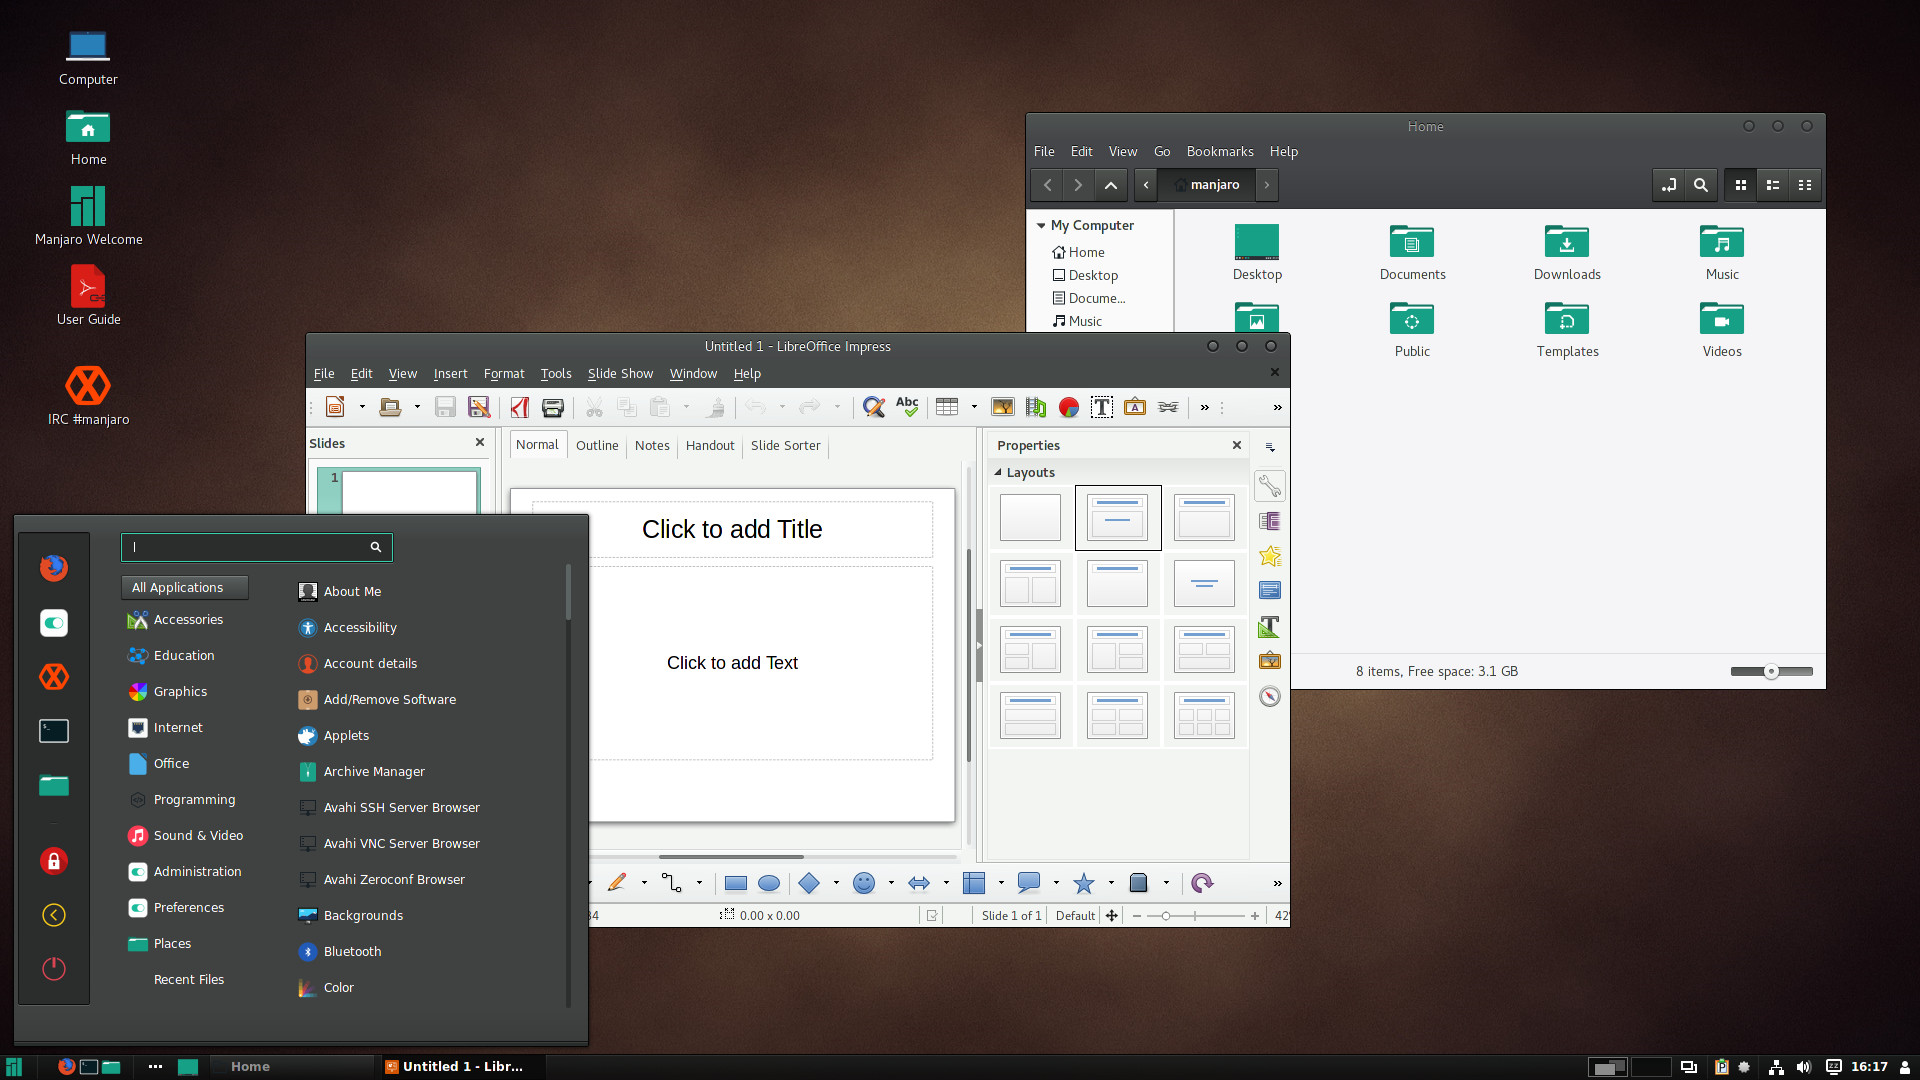 Computer
Home
Manjaro Welcome
User Guide
IRC #manjaro
Home
File Edit View Go Bookmarks Help
manjaro
My Computer
Home
Desktop
Docume...
Music
Desktop Documents Downloads Music
Public Templates Videos
8 items, Free space: 3.1 GB
Untitled 1 - LibreOffice Impress
File Edit View Insert Format Tools Slide Show Window Help
Abc
Slides
1
Normal Outline Notes Handout Slide Sorter
Click to add Title
Click to add Text
Properties
Layouts
34 0.00 x 0.00 Slide 1 of 1 Default 42%
All Applications
Accessories
Education
Graphics
Internet
Office
Programming
Sound & Video
Administration
Preferences
Places
Recent Files
About Me
Accessibility
Account details
Add/Remove Software
Applets
Archive Manager
Avahi SSH Server Browser
Avahi VNC Server Browser
Avahi Zeroconf Browser
Backgrounds
Bluetooth
Color
Home Untitled 1 - Libr... 16:17